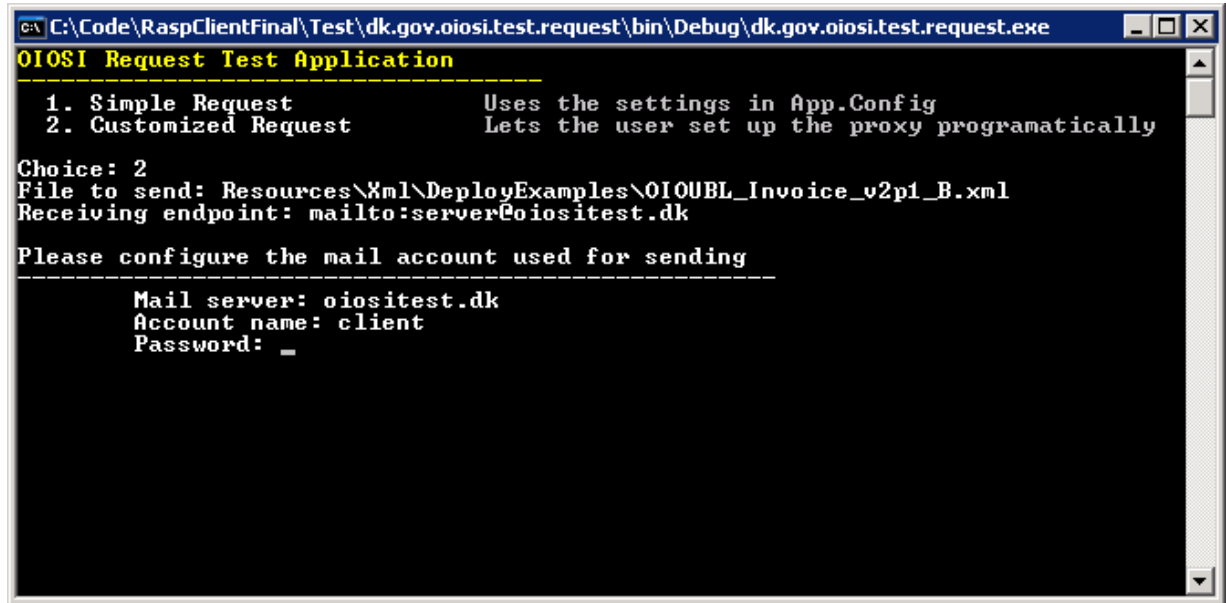 C:\Code\RaspClientFinal\Test\dk.gov.oiosi.test.request\bin\Debug\dk.gov.oiosi.test.request.exe
OIOSI Request Test Application
------------------------------------
1. Simple Request Uses the settings in App.Config
2. Customized Request Lets the user set up the proxy programatically
Choice: 2
File to send: Resources\Xml\DeployExamples\OIOUBL_Invoice_v2p1_B.xml
Receiving endpoint: mailto:server@oiositest.dk
Please configure the mail account used for sending
----------------------------------------------------
Mail server: oiositest.dk
Account name: client
Password: _